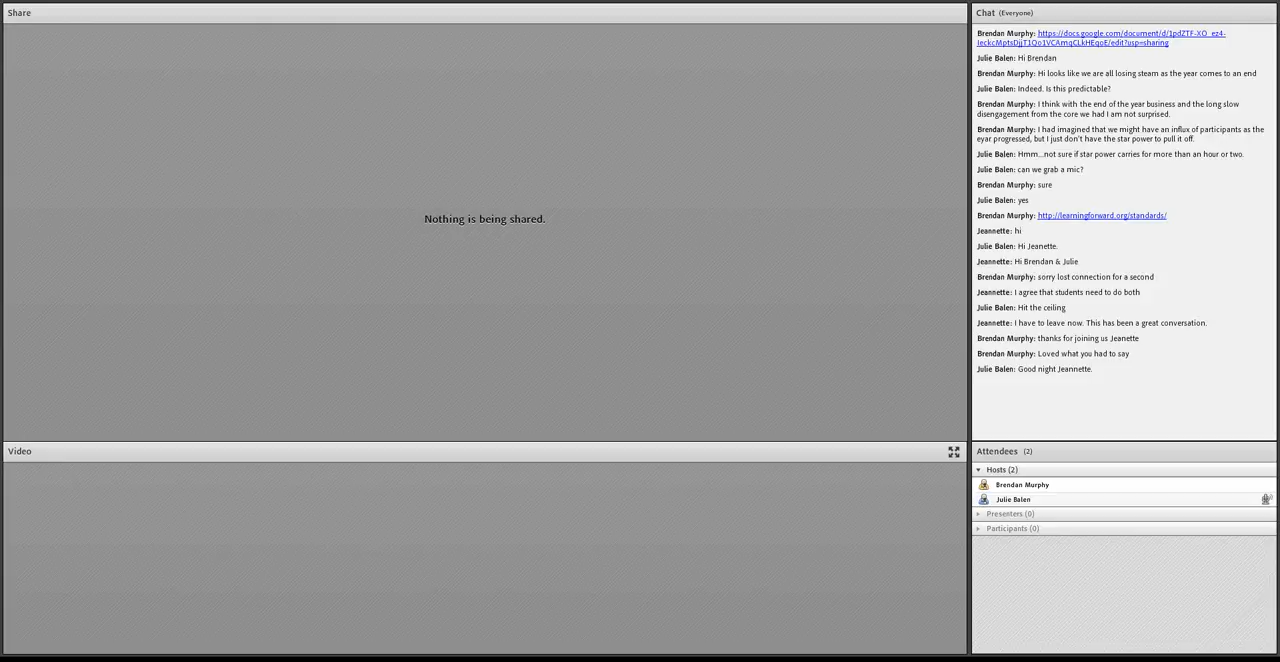 Share
Nothing is being shared.
Video
Chat (Everyone)
Brendan Murphy: https://docs.google.com/document/d/1pdZTF-XO_ez4-
IeckcMptsDjjT1Qo1VCAmqCLkHEqoE/edit?usp=sharing
Julie Balen: Hi Brendan
Brendan Murphy: Hi looks like we are all losing steam as the year comes to an end
Julie Balen: Indeed. Is this predictable?
Brendan Murphy: I think with the end of the year business and the long slow
disengagement from the core we had I am not surprised.
Brendan Murphy: I had imagined that we might have an influx of participants as the
eyar progressed, but I just don't have the star power to pull it off.
Julie Balen: Hmm...not sure if star power carries for more than an hour or two.
Julie Balen: can we grab a mic?
Brendan Murphy: sure
Julie Balen: yes
Brendan Murphy: http://learningforward.org/standards/
Jeannette: hi
Julie Balen: Hi Jeanette.
Jeannette: Hi Brendan & Julie
Brendan Murphy: sorry lost connection for a second
Jeannette: I agree that students need to do both
Julie Balen: Hit the ceiling
Jeannette: I have to leave now. This has been a great conversation.
Brendan Murphy: thanks for joining us Jeanette
Brendan Murphy: Loved what you had to say
Julie Balen: Good night Jeannette.
Attendees (2)
Hosts (2)
Brendan Murphy
Julie Balen
Presenters (0)
Participants (0)